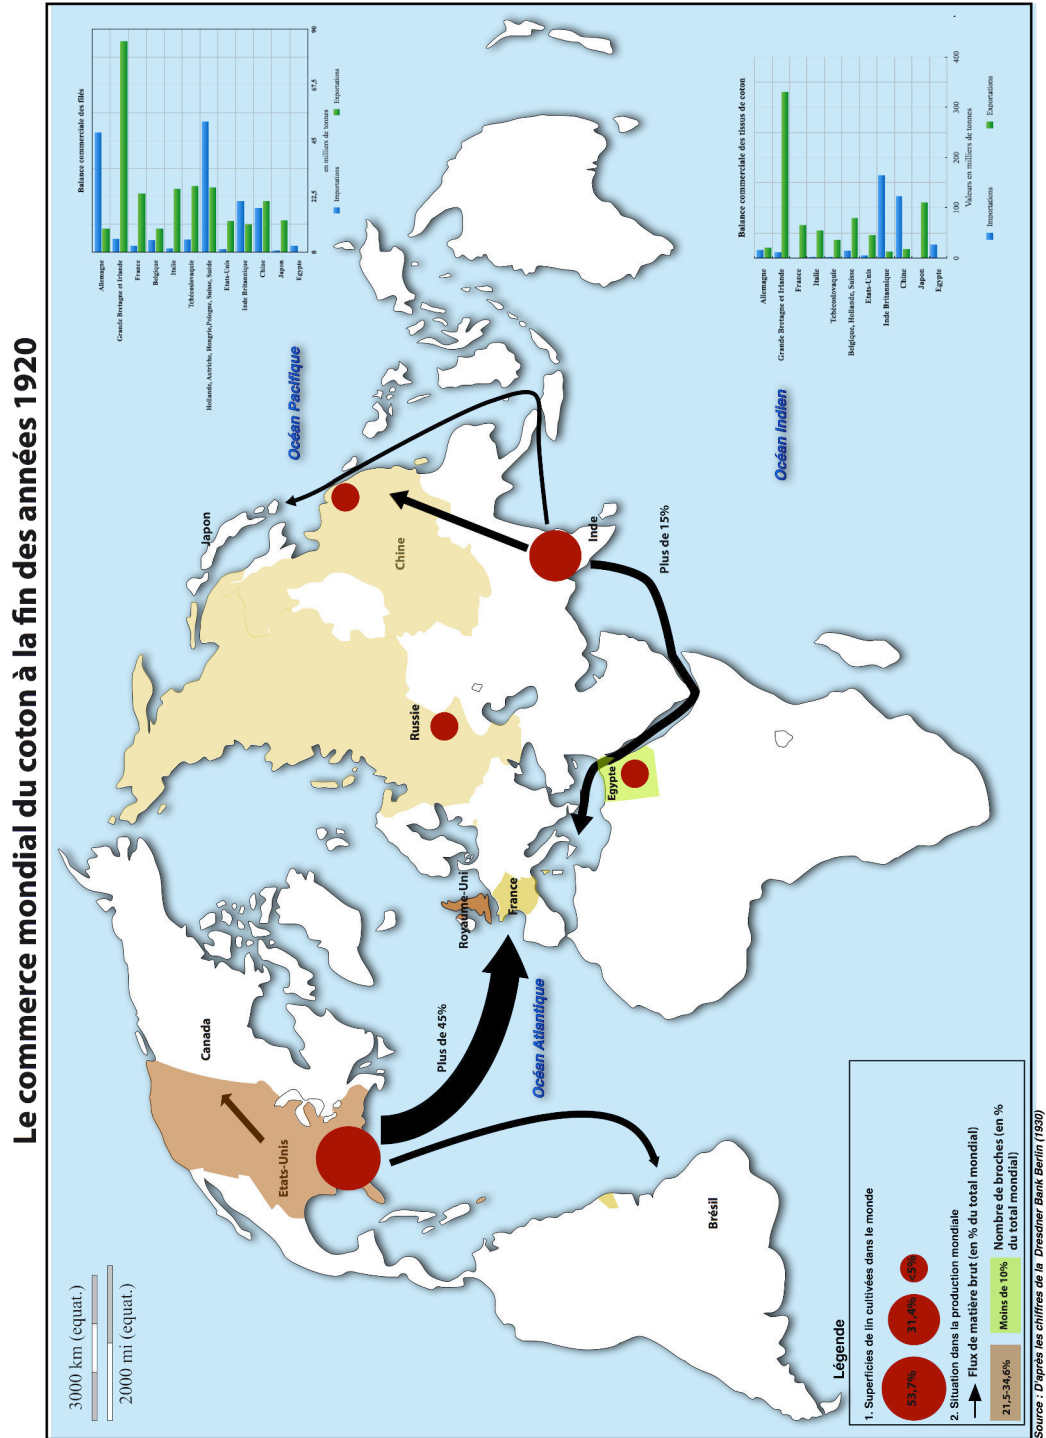 Le commerce mondial du coton à la fin des années 1920
3000 km (equat.)
2000 mi (equat.)
Canada
Etats-Unis
Plus de 45%
Océan Atlantique
Brésil
Royaume-Uni
France
Russie
Egypte
Chine
Japon
Inde
Plus de 15%
Océan Pacifique
Océan Indien
Balance commerciale des filés
Allemagne
Grande Bretagne et Irlande
France
Belgique
Italie
Tchécoslovaquie
Hollande, Autriche, Hongrie, Pologne, Suisse, Suède
Etats-Unis
Inde Britannique
Chine
Japon
Egypte
0
22,5
45
67,5
90
en milliers de tonnes
Importations
Exportations
Balance commerciale des tissus de coton
Allemagne
Grande Bretagne et Irlande
France
Italie
Tchécoslovaquie
Belgique, Hollande, Suisse
Etats-Unis
Inde Britannique
Chine
Japon
Egypte
0
100
200
300
400
Valeurs en milliers de tonnes
Importations
Exportations
Légende
1. Superficies de lin cultivées dans le monde
53,7%
31,4%
<5%
2. Situation dans la production mondiale
Flux de matière brut (en % du total mondial)
21,5-34,6%
Moins de 10%
Nombre de broches (en %
du total mondial)
Source : D'après les chiffres de la Dresdner Bank Berlin (1930)